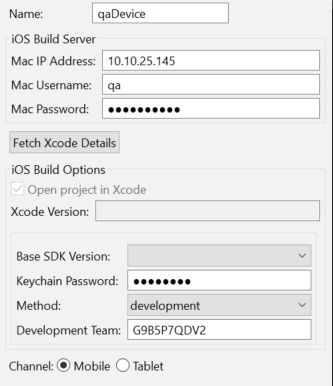 Name: qaDevice
iOS Build Server
Mac IP Address: 10.10.25.145
Mac Username: qa
Mac Password: ●●●●●●●●●●
Fetch Xcode Details
iOS Build Options
Open project in Xcode
Xcode Version:
Base SDK Version:
Keychain Password: ●●●●●●●●
Method: development
Development Team: G9B5P7QDV2
Channel: Mobile Tablet